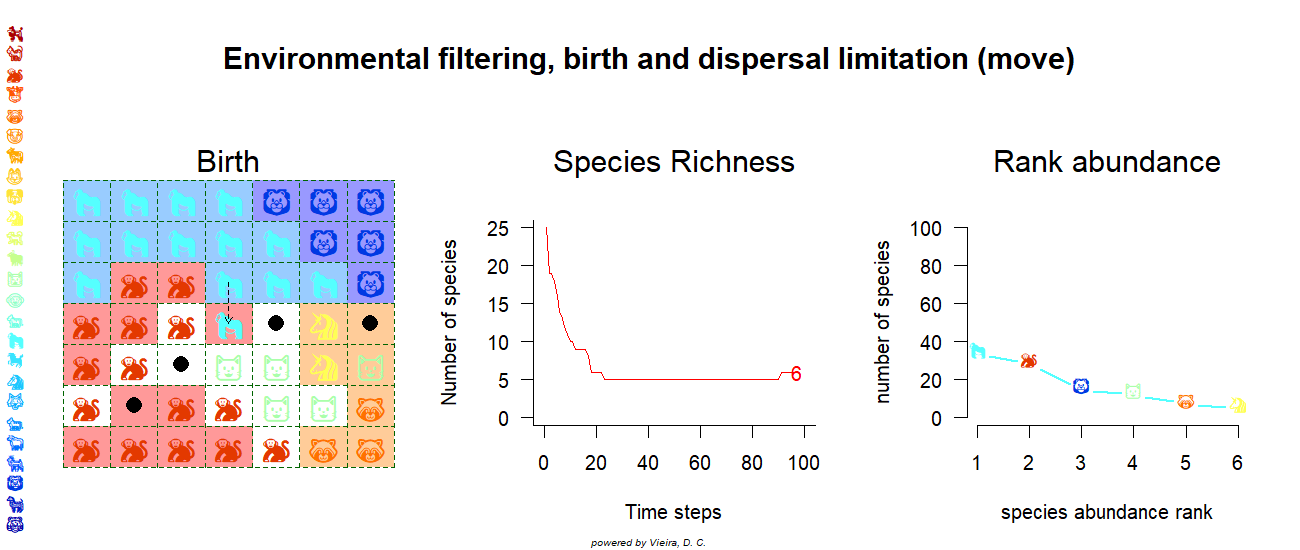 Environmental filtering, birth and dispersal limitation (move)
Birth
Species Richness
Number of species
25
20
15
10
5
0
6
0 20 40 60 80 100
Time steps
Rank abundance
number of species
100
80
60
40
20
0
1 2 3 4 5 6
species abundance rank
powered by Vieira, D. C.